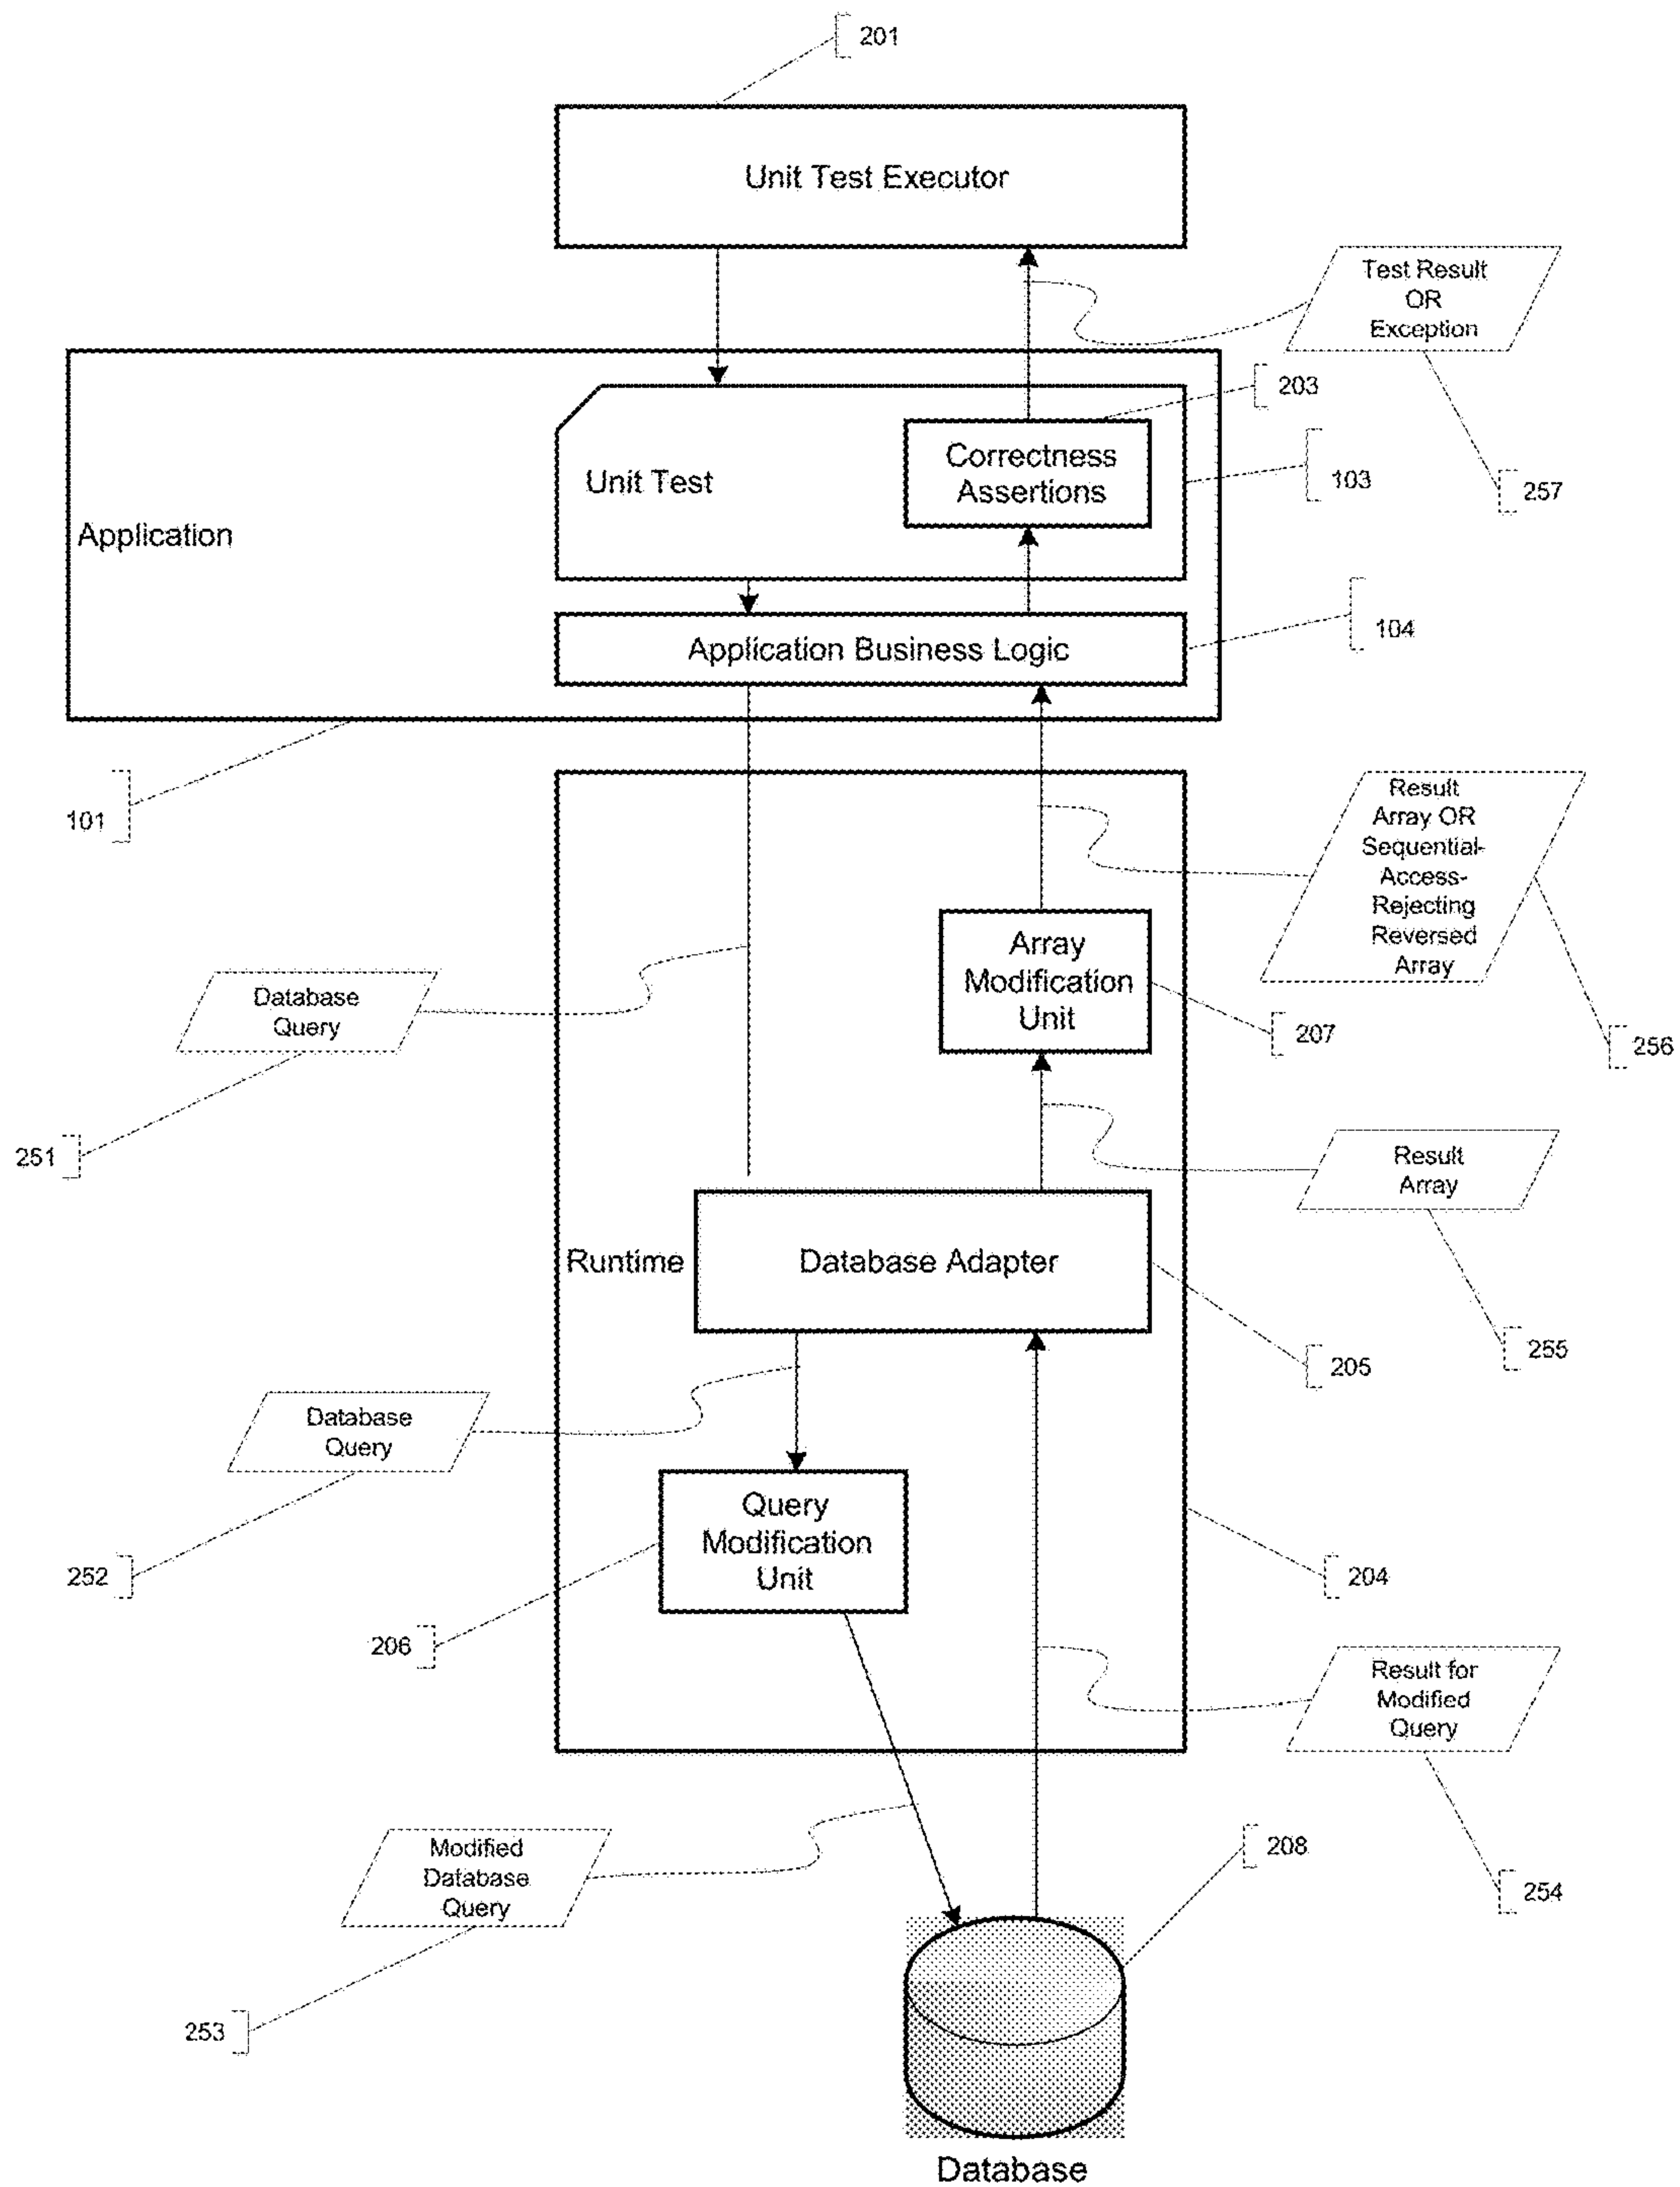 201
Unit Test Executor
Test Result
OR
Exception
203
Correctness
Assertions
Unit Test
103
257
Application
104
Application Business Logic
101
Result
Array OR
Sequential-
Access-
Rejecting
Reversed
Array
Array
Modification
Unit
Database
Query
207
256
251
Result
Array
Runtime
Database Adapter
255
205
Database
Query
Query
Modification
Unit
252
204
206
Result for
Modified
Query
208
Modified
Database
Query
254
253
Database